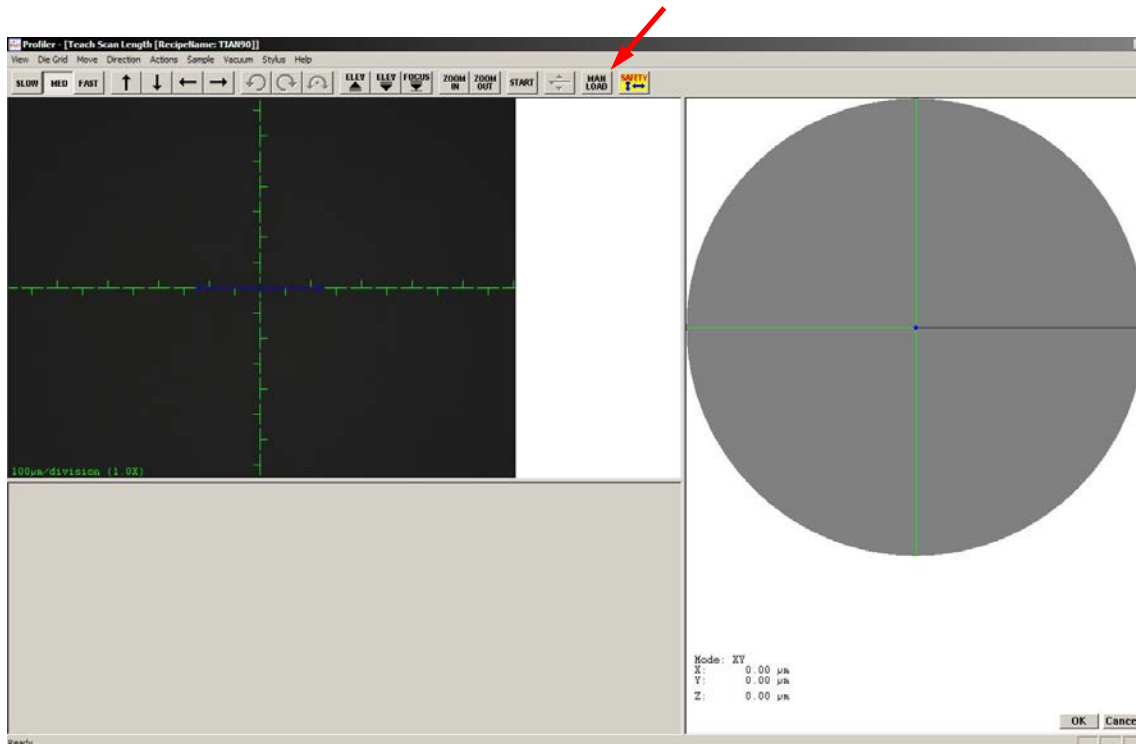 Profiler - [Teach Scan Length [RecipeName: TIAN90]]
View Die Grid Move Direction Actions Sample Vacuum Stylus Help
SLOW MED FAST ELEV ELEV FOCUS ZOOM IN ZOOM OUT START MAN LOAD SAFETY
100µm/division (1.0X)
Mode: XY
X: 0.00 µm
Y: 0.00 µm
Z: 0.00 µm
OK Cance
Ready